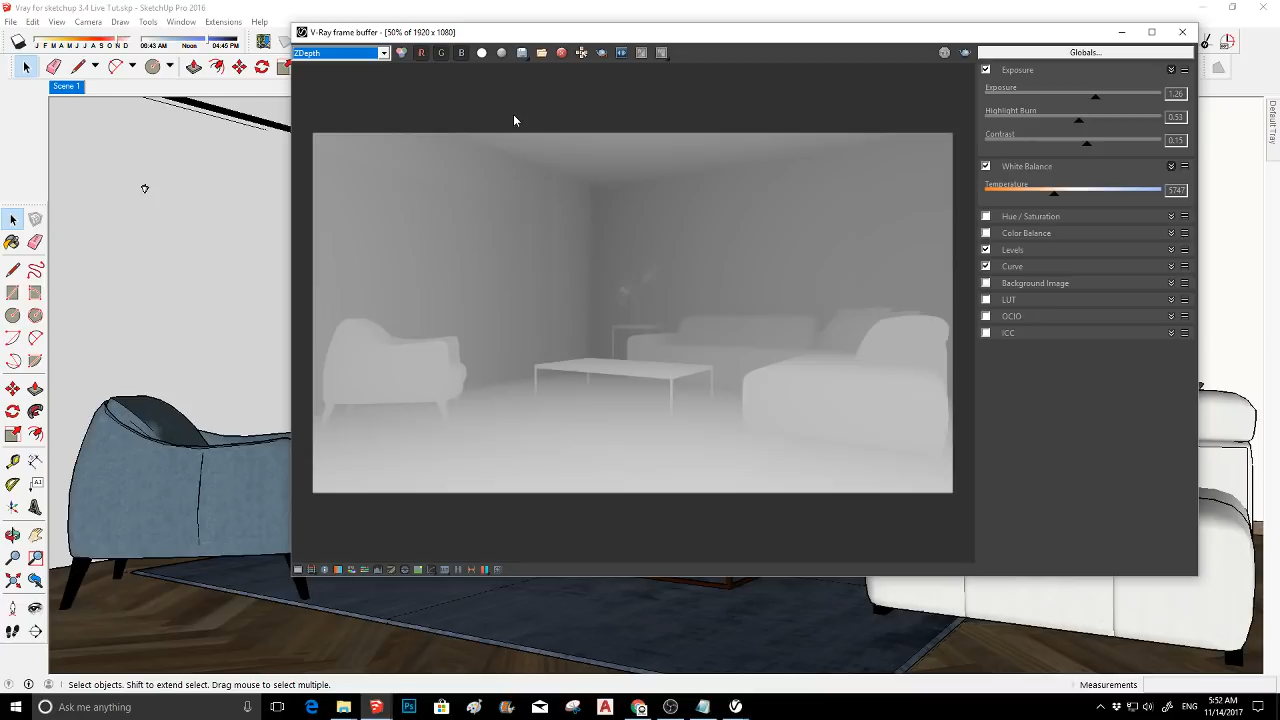 Vray for sketchup 3.4 Live Tut.skp - SketchUp Pro 2016
File Edit View Camera Draw Tools Window Extensions Help
J F M A M J J A S O N D
06:43 AM Noon 04:45 PM
Scene 1
V-Ray frame buffer - [50% of 1920 x 1080]
ZDepth
R G B
Globals...
Exposure
Exposure
1.26
Highlight Burn
0.53
Contrast
0.15
White Balance
Temperature
5747
Hue / Saturation
Color Balance
Levels
Curve
Background Image
LUT
OCIO
ICC
Default Tray
Select objects. Shift to extend select. Drag mouse to select multiple.
Measurements
Ask me anything
5:52 AM
11/14/2017